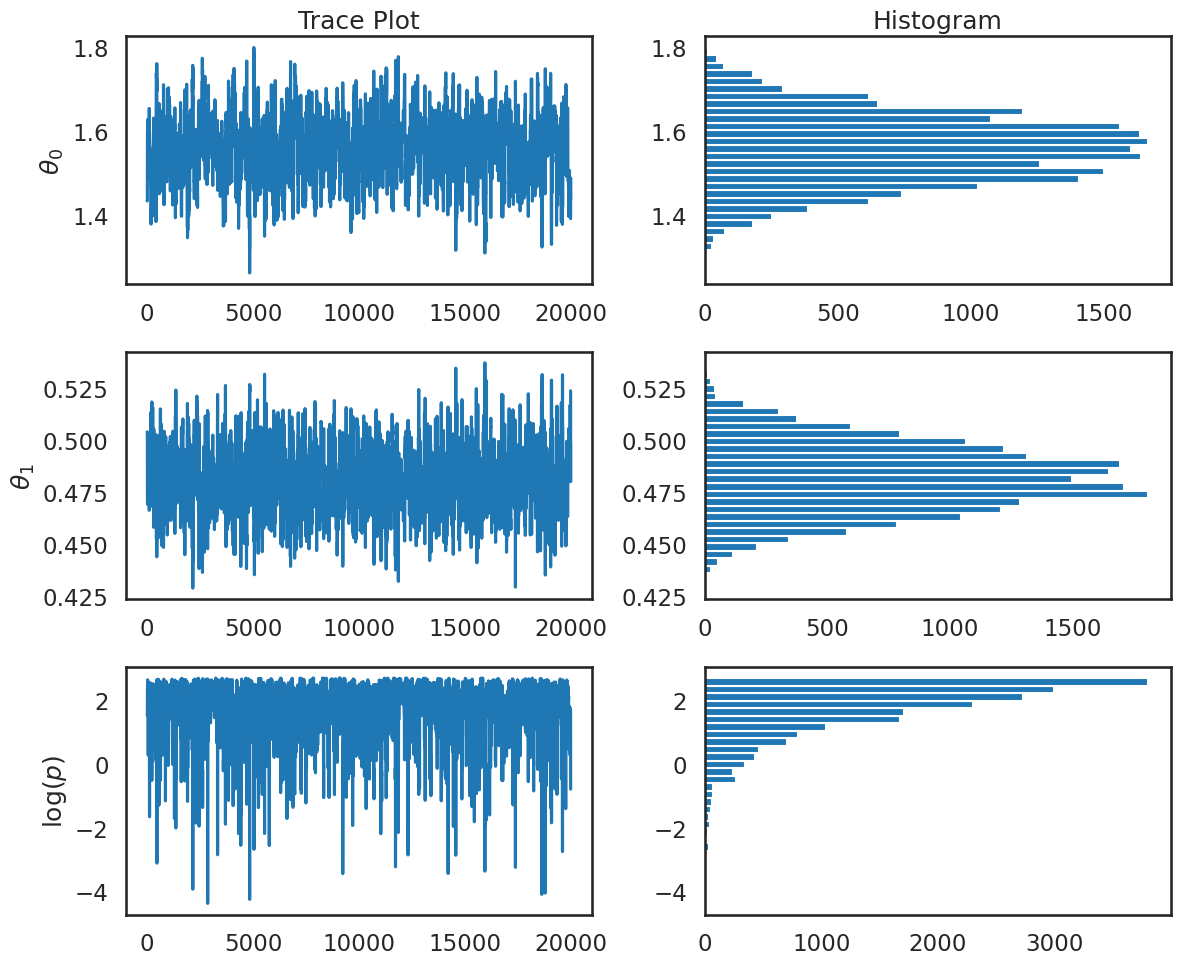 Trace Plot Histogram
1.8 1.8
1.6 1.6
θ₀
1.4 1.4
0 5000 10000 15000 20000 0 500 1000 1500
0.525 0.525
0.500 0.500
θ₁
0.475 0.475
0.450 0.450
0.425 0.425
0 5000 10000 15000 20000 0 500 1000 1500
2 2
0 0
log(p)
−2 −2
−4 −4
0 5000 10000 15000 20000 0 1000 2000 3000